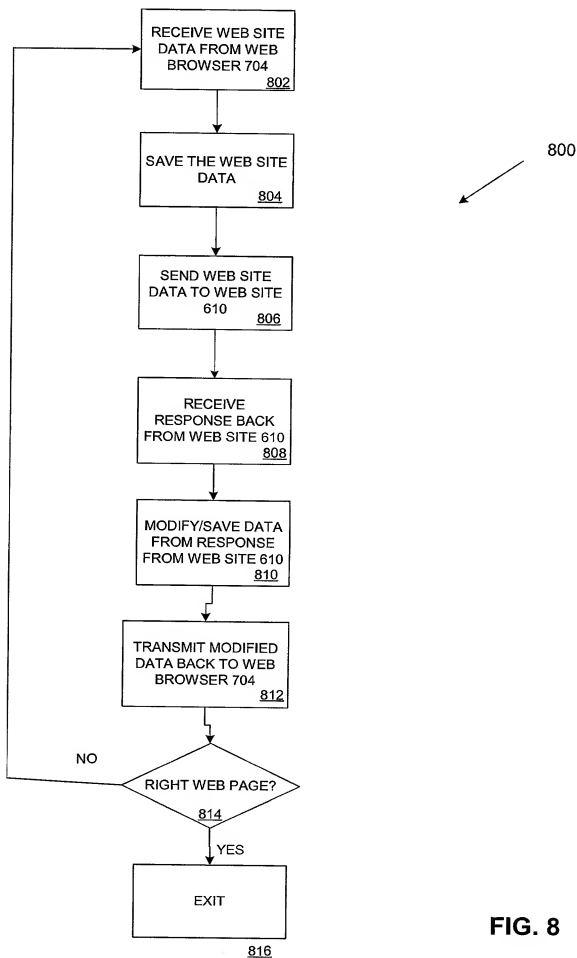 RECEIVE WEB SITE
DATA FROM WEB
BROWSER 704
802
800
SAVE THE WEB SITE
DATA
804
SEND WEB SITE
DATA TO WEB SITE
610
806
RECEIVE
RESPONSE BACK
FROM WEB SITE 610
808
MODIFY/SAVE DATA
FROM RESPONSE
FROM WEB SITE 610
810
TRANSMIT MODIFIED
DATA BACK TO WEB
BROWSER 704
812
NO
RIGHT WEB PAGE?
814
YES
EXIT
816
FIG. 8